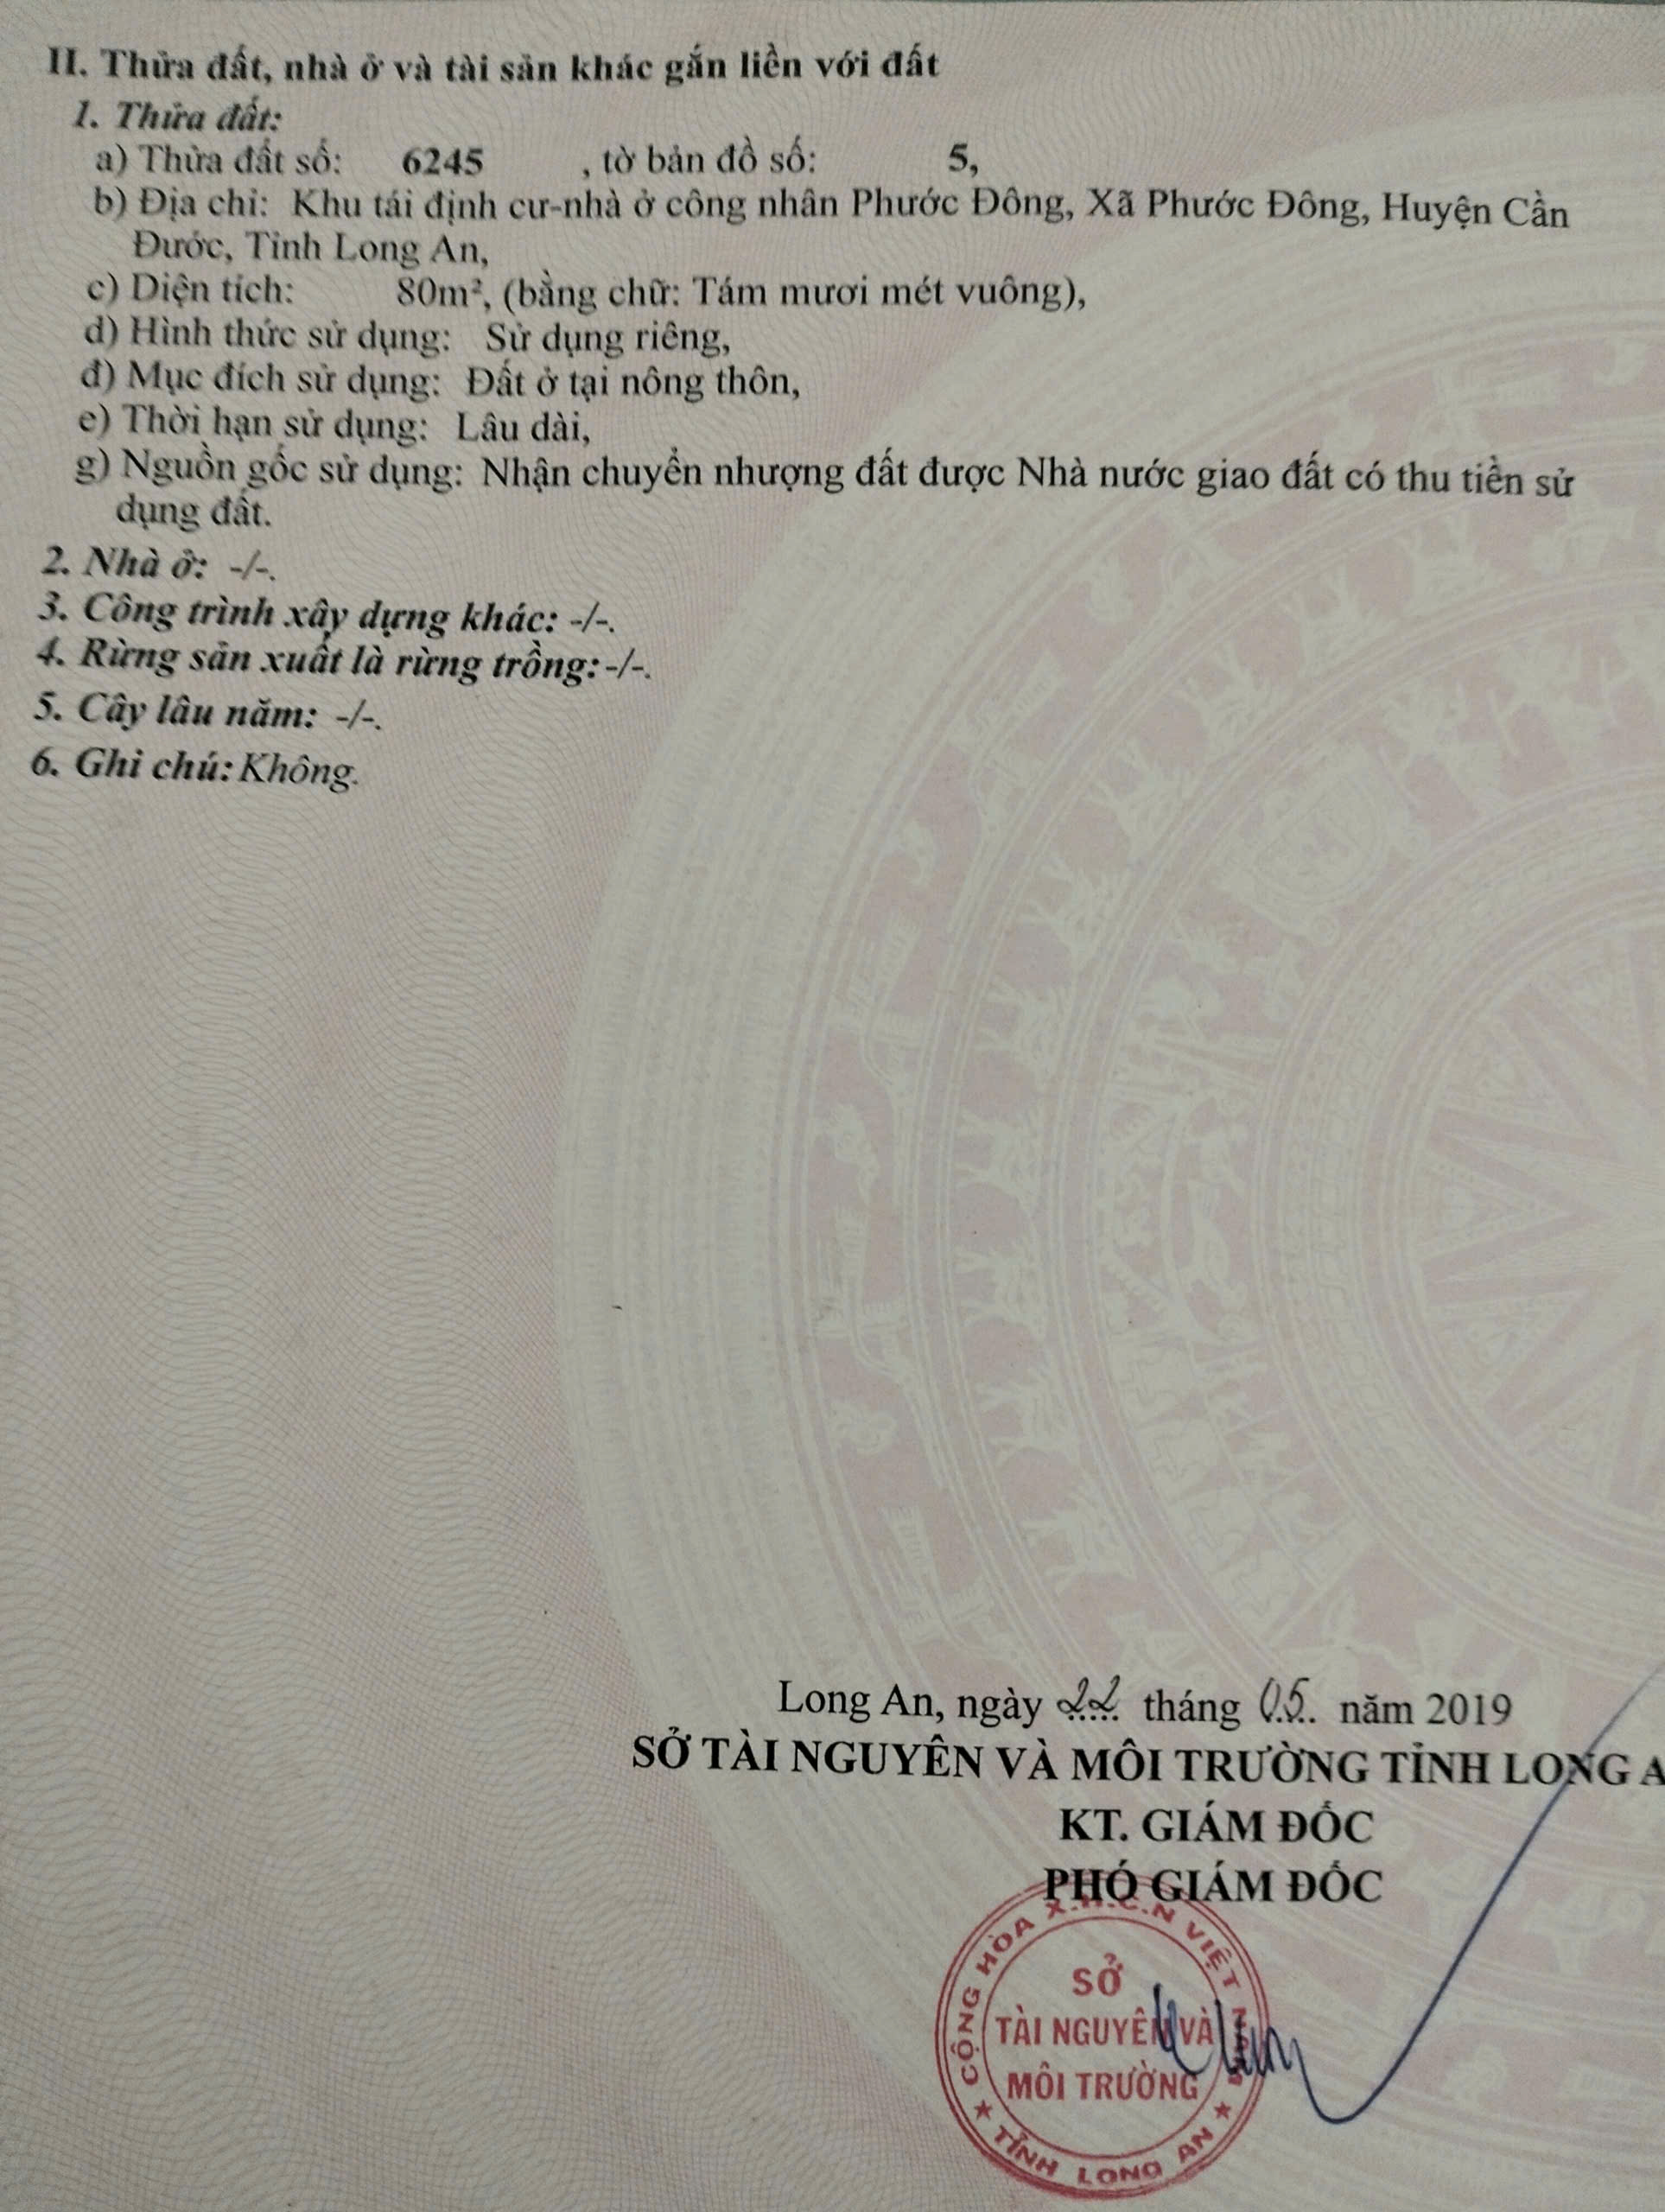 II. Thửa đất, nhà ở và tài sản khác gắn liền với đất
1. Thửa đất:
a) Thửa đất số: 6245 , tờ bản đồ số: 5,
b) Địa chỉ: Khu tái định cư-nhà ở công nhân Phước Đông, Xã Phước Đông, Huyện Cần
Đước, Tỉnh Long An,
c) Diện tích: 80m², (bằng chữ: Tám mươi mét vuông),
d) Hình thức sử dụng: Sử dụng riêng,
đ) Mục đích sử dụng: Đất ở tại nông thôn,
e) Thời hạn sử dụng: Lâu dài,
g) Nguồn gốc sử dụng: Nhận chuyển nhượng đất được Nhà nước giao đất có thu tiền sử
dụng đất.
2. Nhà ở: -/-.
3. Công trình xây dựng khác: -/-.
4. Rừng sản xuất là rừng trồng: -/-.
5. Cây lâu năm: -/-.
6. Ghi chú: Không.
Long An, ngày 22 tháng 05 năm 2019
SỞ TÀI NGUYÊN VÀ MÔI TRƯỜNG TỈNH LONG A
KT. GIÁM ĐỐC
PHÓ GIÁM ĐỐC
CỘNG HÒA X.H.C.N VIỆT NAM
SỞ
TÀI NGUYÊN VÀ
MÔI TRƯỜNG
★ TỈNH LONG AN ★